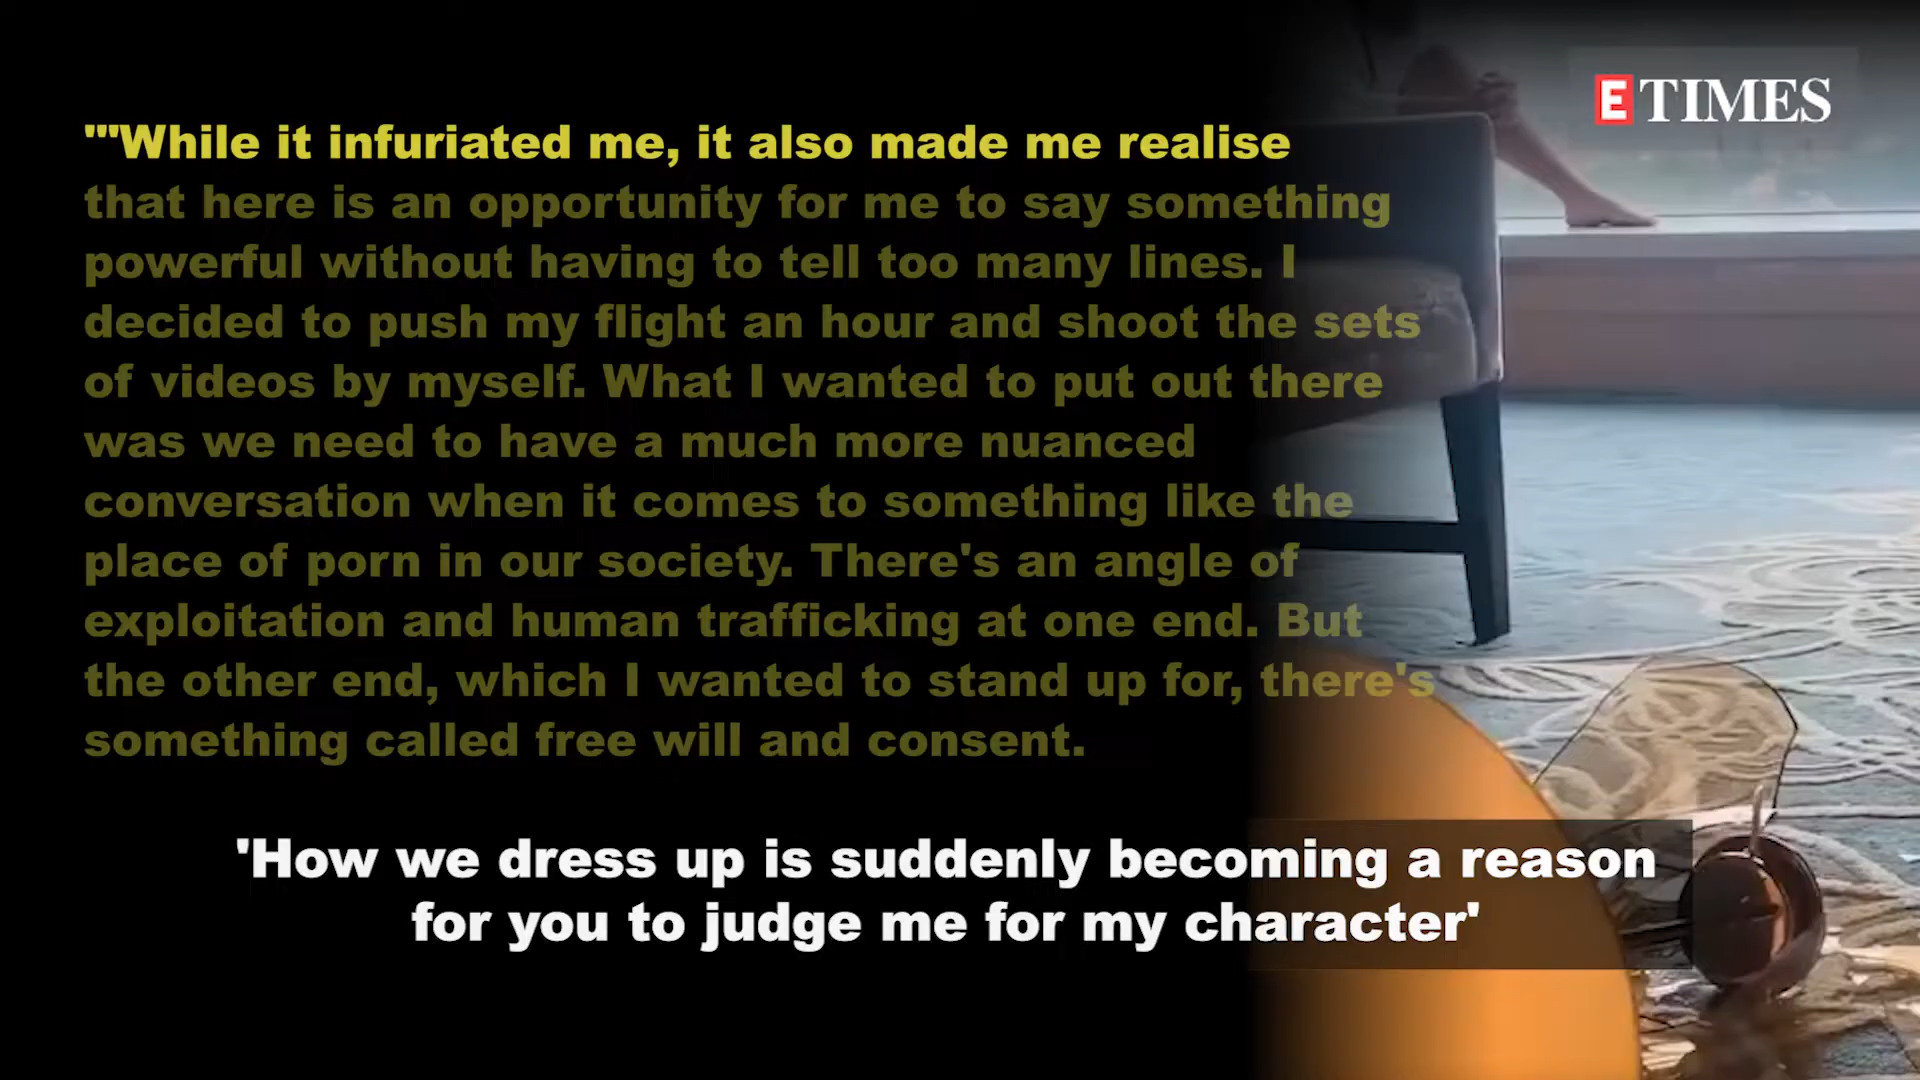 E TIMES
"'While it infuriated me, it also made me realise
that here is an opportunity for me to say something
powerful without having to tell too many lines. I
decided to push my flight an hour and shoot the sets
of videos by myself. What I wanted to put out there
was we need to have a much more nuanced
conversation when it comes to something like the
place of porn in our society. There's an angle of
exploitation and human trafficking at one end. But
the other end, which I wanted to stand up for, there's
something called free will and consent.
'How we dress up is suddenly becoming a reason
for you to judge me for my character'